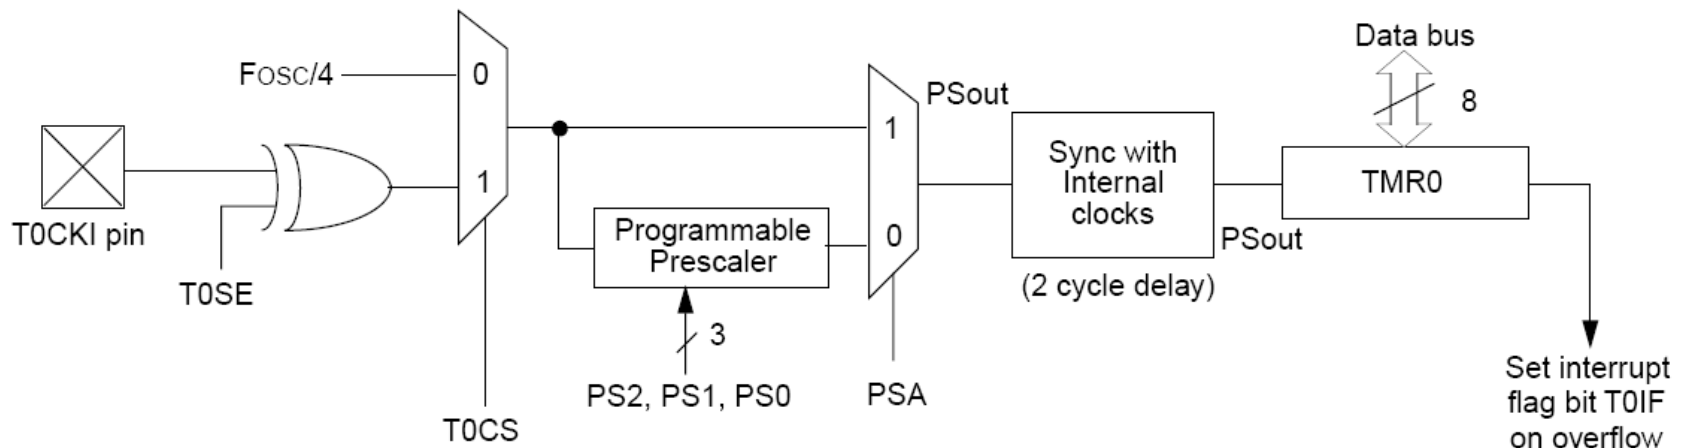 Data bus
8
FOSC/4
0
PSout
1
1
Sync with
Internal
clocks
TMR0
T0CKI pin
Programmable
Prescaler
0
PSout
T0SE
(2 cycle delay)
3
PS2, PS1, PS0
PSA
T0CS
Set interrupt
flag bit T0IF
on overflow